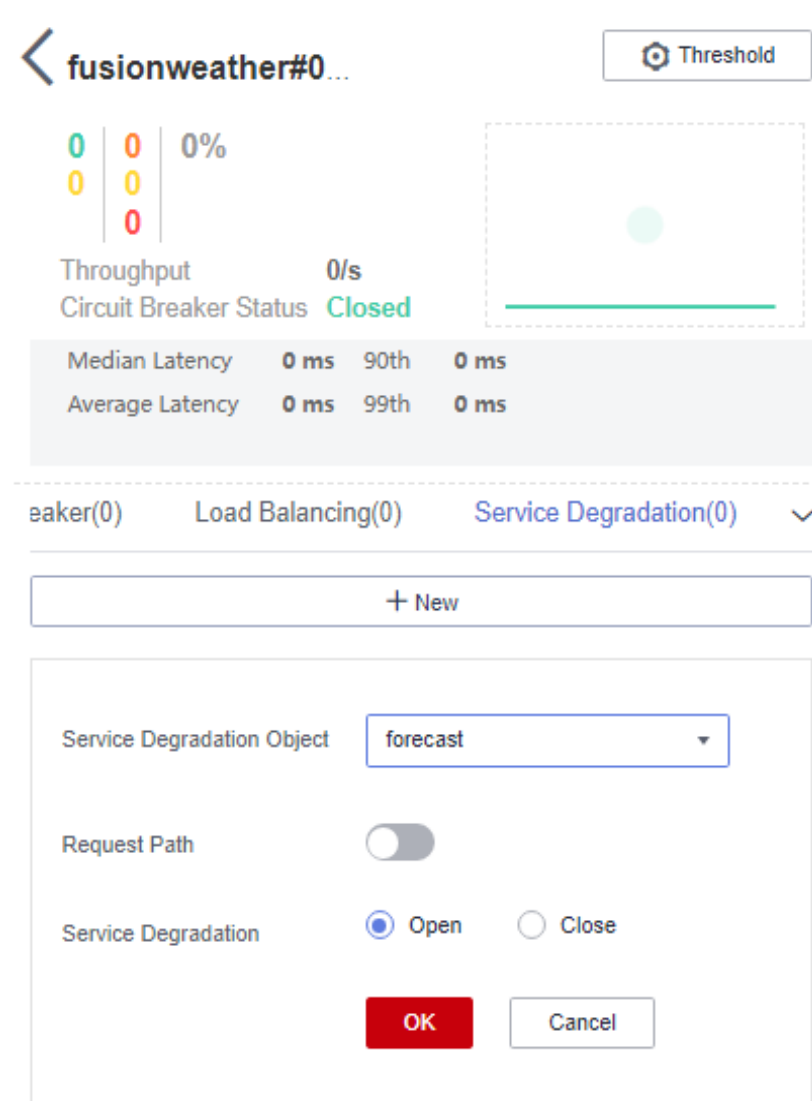 fusionweather#0...
Threshold
0 0 0%
0 0
0
Throughput 0/s
Circuit Breaker Status Closed
Median Latency 0 ms 90th 0 ms
Average Latency 0 ms 99th 0 ms
eaker(0) Load Balancing(0) Service Degradation(0)
+ New
Service Degradation Object forecast
Request Path
Service Degradation Open Close
OK Cancel